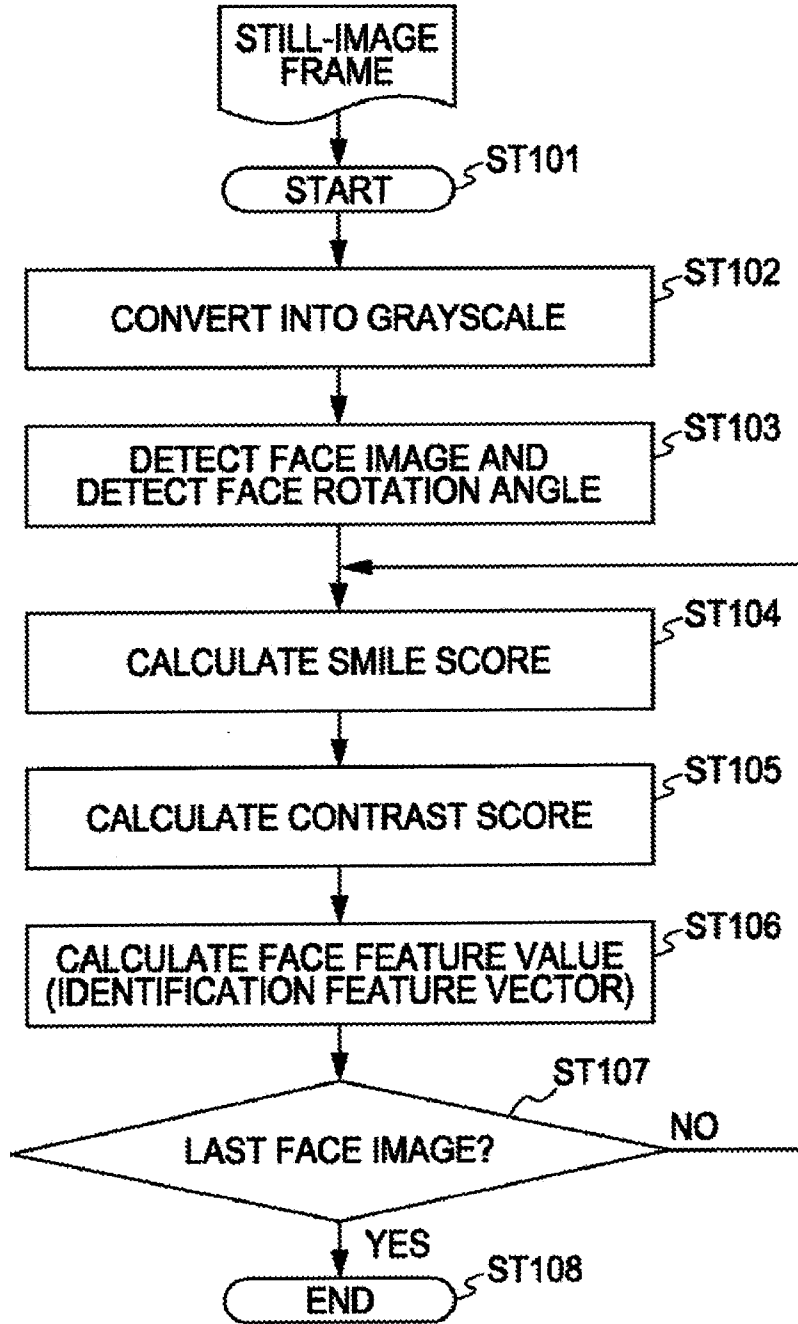 STILL-IMAGE
FRAME
START
ST101
CONVERT INTO GRAYSCALE
ST102
DETECT FACE IMAGE AND
DETECT FACE ROTATION ANGLE
ST103
CALCULATE SMILE SCORE
ST104
CALCULATE CONTRAST SCORE
ST105
CALCULATE FACE FEATURE VALUE
(IDENTIFICATION FEATURE VECTOR)
ST106
LAST FACE IMAGE?
ST107
NO
YES
END
ST108